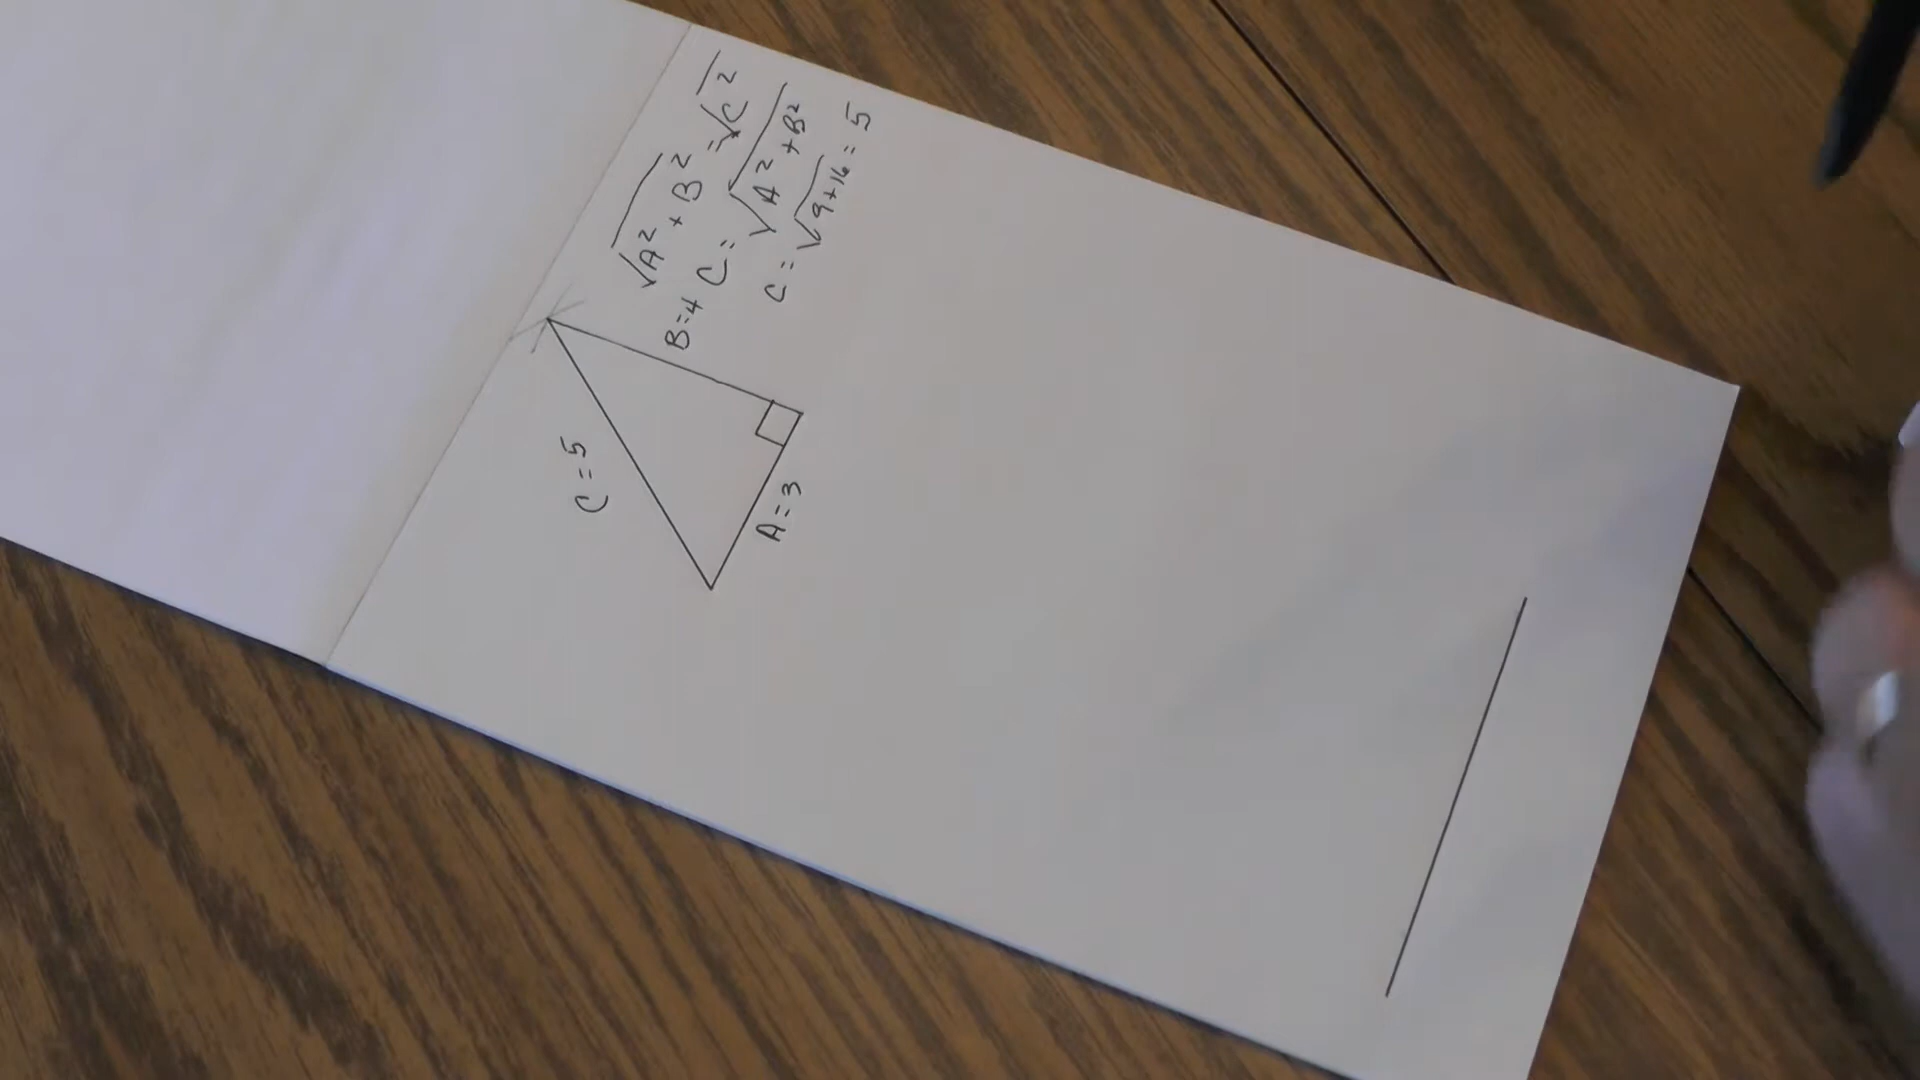 √A² + B² = √C²
B=4
C = √A² + B²
C = √9+16 = 5
C = 5
A = 3